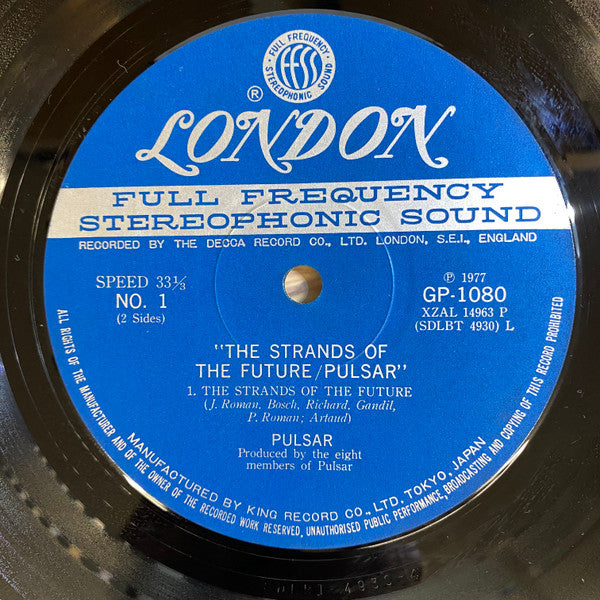 FULL FREQUENCY
FFSS
STEREOPHONIC SOUND
®
LONDON
FULL FREQUENCY
STEREOPHONIC SOUND
RECORDED BY THE DECCA RECORD CO., LTD. LONDON, S.E.I., ENGLAND
SPEED 33⅓
NO. 1
(2 Sides)
℗ 1977
GP-1080
XZAL 14963 P
(SDLBT 4930) L
"THE STRANDS OF
THE FUTURE/PULSAR"
1. THE STRANDS OF THE FUTURE
(J. Roman, Bosch, Richard, Gandil,
P. Roman; Artaud)
PULSAR
Produced by the eight
members of Pulsar
MANUFACTURED BY KING RECORD CO., LTD. TOKYO, JAPAN
ALL RIGHTS OF THE MANUFACTURER AND OF THE OWNER OF THE RECORDED WORK RESERVED, UNAUTHORISED PUBLIC PERFORMANCE, BROADCASTING AND COPYING OF THIS RECORD PROHIBITED